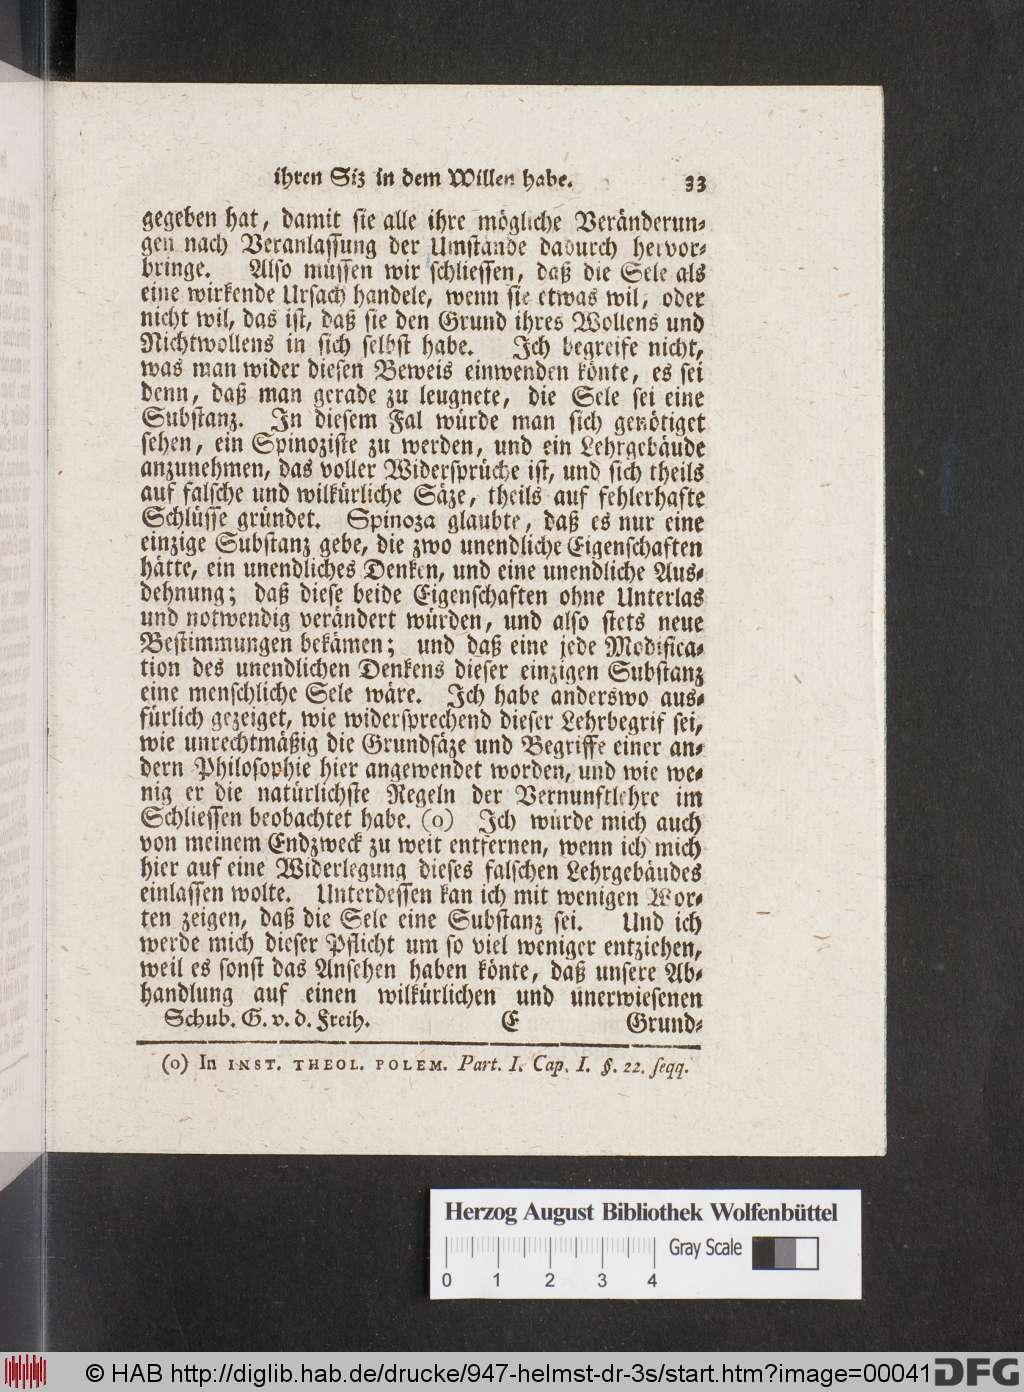 ihren Siz in dem Willen habe. 33
gegeben hat, damit sie alle ihre mögliche Veränderun-
gen nach Veranlassung der Umstände dadurch hervor-
bringe. Also müssen wir schliessen, daß die Sele als
eine wirkende Ursach handele, wenn sie etwas wil, oder
nicht wil, das ist, daß sie den Grund ihres Wollens und
Nichtwollens in sich selbst habe. Ich begreife nicht,
was man wider diesen Beweis einwenden könte, es sei
denn, daß man gerade zu leugnete, die Sele sei eine
Substanz. In diesem Fal würde man sich genötiget
sehen, ein Spinoziste zu werden, und ein Lehrgebäude
anzunehmen, das voller Widersprüche ist, und sich theils
auf falsche und wilkürliche Säze, theils auf fehlerhafte
Schlüsse gründet. Spinoza glaubte, daß es nur eine
einzige Substanz gebe, die zwo unendliche Eigenschaften
hätte, ein unendliches Denken, und eine unendliche Aus-
dehnung; daß diese beide Eigenschaften ohne Unterlas
und notwendig verändert würden, und also stets neue
Bestimmungen bekämen; und daß eine jede Modifica-
tion des unendlichen Denkens dieser einzigen Substanz
eine menschliche Sele wäre. Ich habe anderswo aus-
fürlich gezeiget, wie widersprechend dieser Lehrbegrif sei,
wie unrechtmäßig die Grundsäze und Begriffe einer an-
dern Philosophie hier angewendet worden, und wie we-
nig er die natürlichste Regeln der Vernunftlehre im
Schliessen beobachtet habe. (o) Ich würde mich auch
von meinem Endzweck zu weit entfernen, wenn ich mich
hier auf eine Widerlegung dieses falschen Lehrgebäudes
einlassen wolte. Unterdessen kan ich mit wenigen Wor-
ten zeigen, daß die Sele eine Substanz sei. Und ich
werde mich dieser Pflicht um so viel weniger entziehen,
weil es sonst das Ansehen haben könte, daß unsere Ab-
handlung auf einen wilkürlichen und unerwiesenen
Schub. G. v. d. Freih. E Grund-
(o) In INST. THEOL. POLEM. Part. I. Cap. I. §. 22. seqq.
Herzog August Bibliothek Wolfenbüttel
Gray Scale
0 1 2 3 4
© HAB http://diglib.hab.de/drucke/947-helmst-dr-3s/start.htm?image=00041 DFG